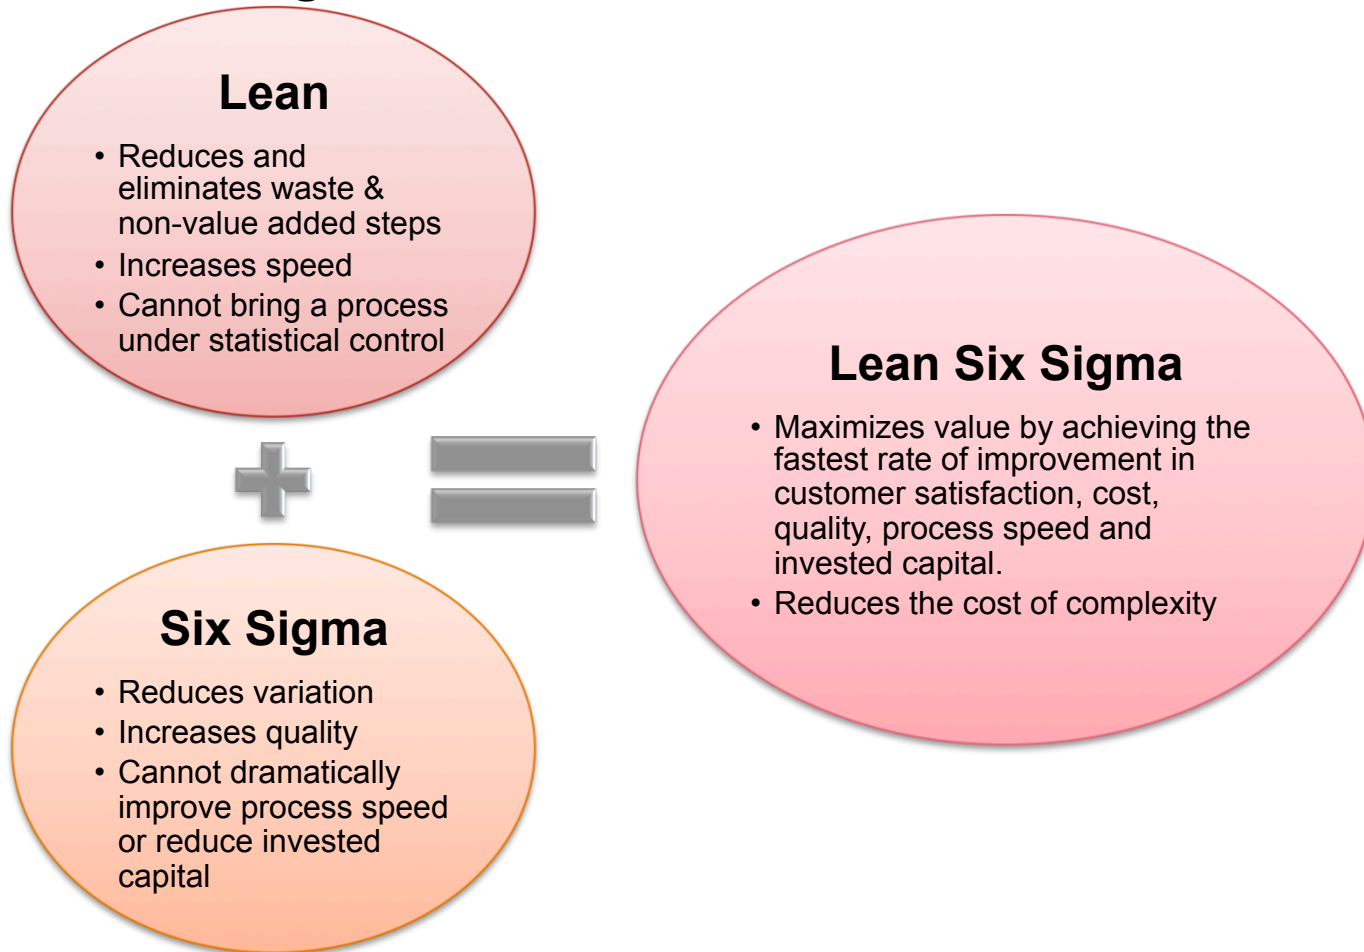 Lean
• Reduces and
eliminates waste &
non-value added steps
• Increases speed
• Cannot bring a process
under statistical control
Six Sigma
• Reduces variation
• Increases quality
• Cannot dramatically
improve process speed
or reduce invested
capital
Lean Six Sigma
• Maximizes value by achieving the
fastest rate of improvement in
customer satisfaction, cost,
quality, process speed and
invested capital.
• Reduces the cost of complexity